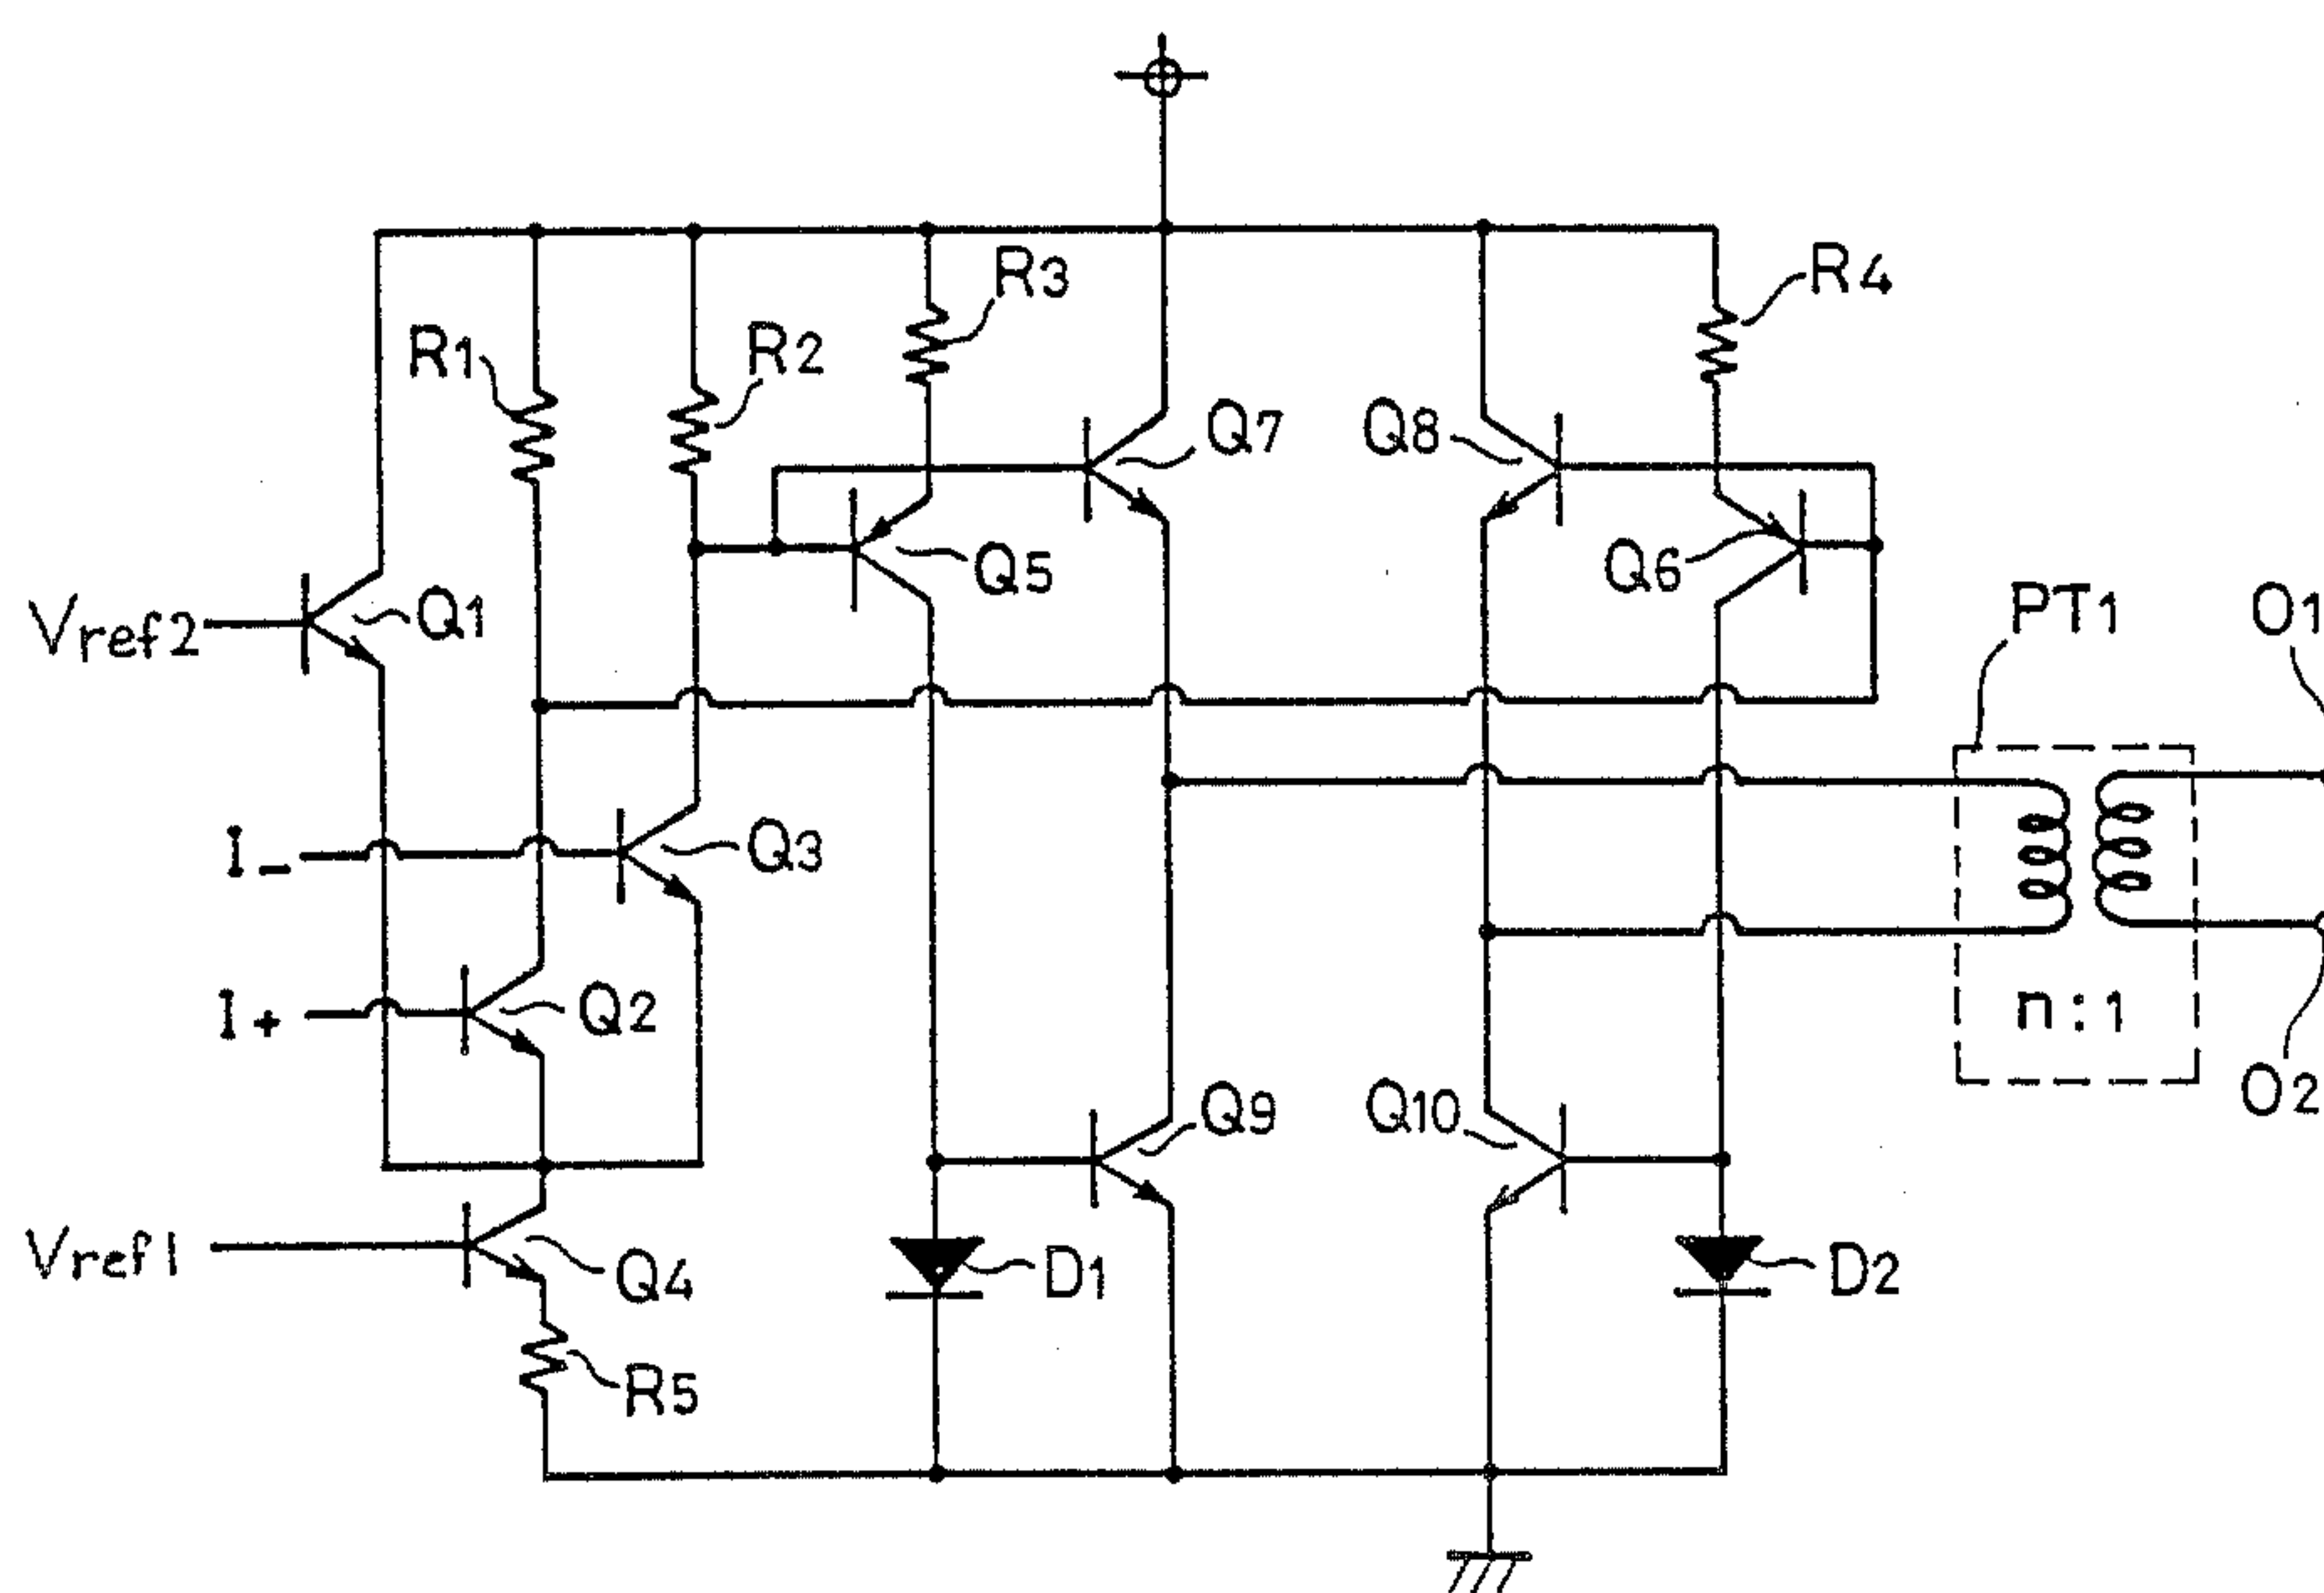 R3
R4
R1
R2
Q7
Q8
Q5
Q6
Vref2
Q1
PT1
O1
I-
Q3
I+
Q2
n:1
Q9
Q10
O2
Vref1
Q4
D1
D2
R5